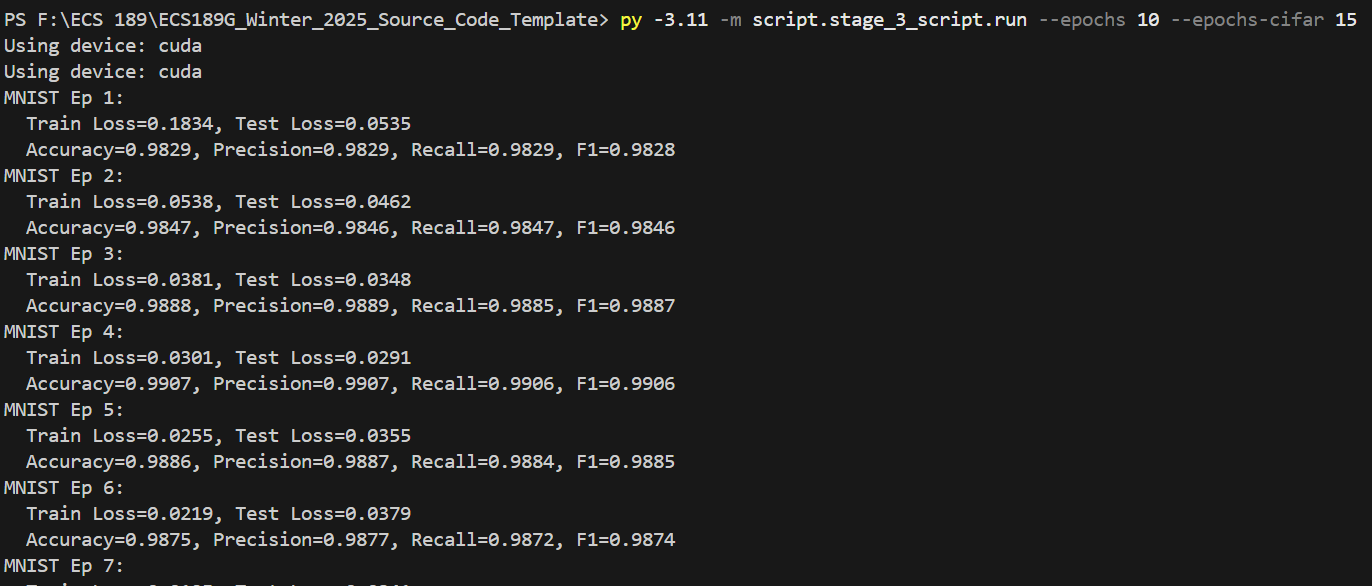 PS F:\ECS 189\ECS189G_Winter_2025_Source_Code_Template> py -3.11 -m script.stage_3_script.run --epochs 10 --epochs-cifar 15
Using device: cuda
Using device: cuda
MNIST Ep 1:
  Train Loss=0.1834, Test Loss=0.0535
  Accuracy=0.9829, Precision=0.9829, Recall=0.9829, F1=0.9828
MNIST Ep 2:
  Train Loss=0.0538, Test Loss=0.0462
  Accuracy=0.9847, Precision=0.9846, Recall=0.9847, F1=0.9846
MNIST Ep 3:
  Train Loss=0.0381, Test Loss=0.0348
  Accuracy=0.9888, Precision=0.9889, Recall=0.9885, F1=0.9887
MNIST Ep 4:
  Train Loss=0.0301, Test Loss=0.0291
  Accuracy=0.9907, Precision=0.9907, Recall=0.9906, F1=0.9906
MNIST Ep 5:
  Train Loss=0.0255, Test Loss=0.0355
  Accuracy=0.9886, Precision=0.9887, Recall=0.9884, F1=0.9885
MNIST Ep 6:
  Train Loss=0.0219, Test Loss=0.0379
  Accuracy=0.9875, Precision=0.9877, Recall=0.9872, F1=0.9874
MNIST Ep 7: